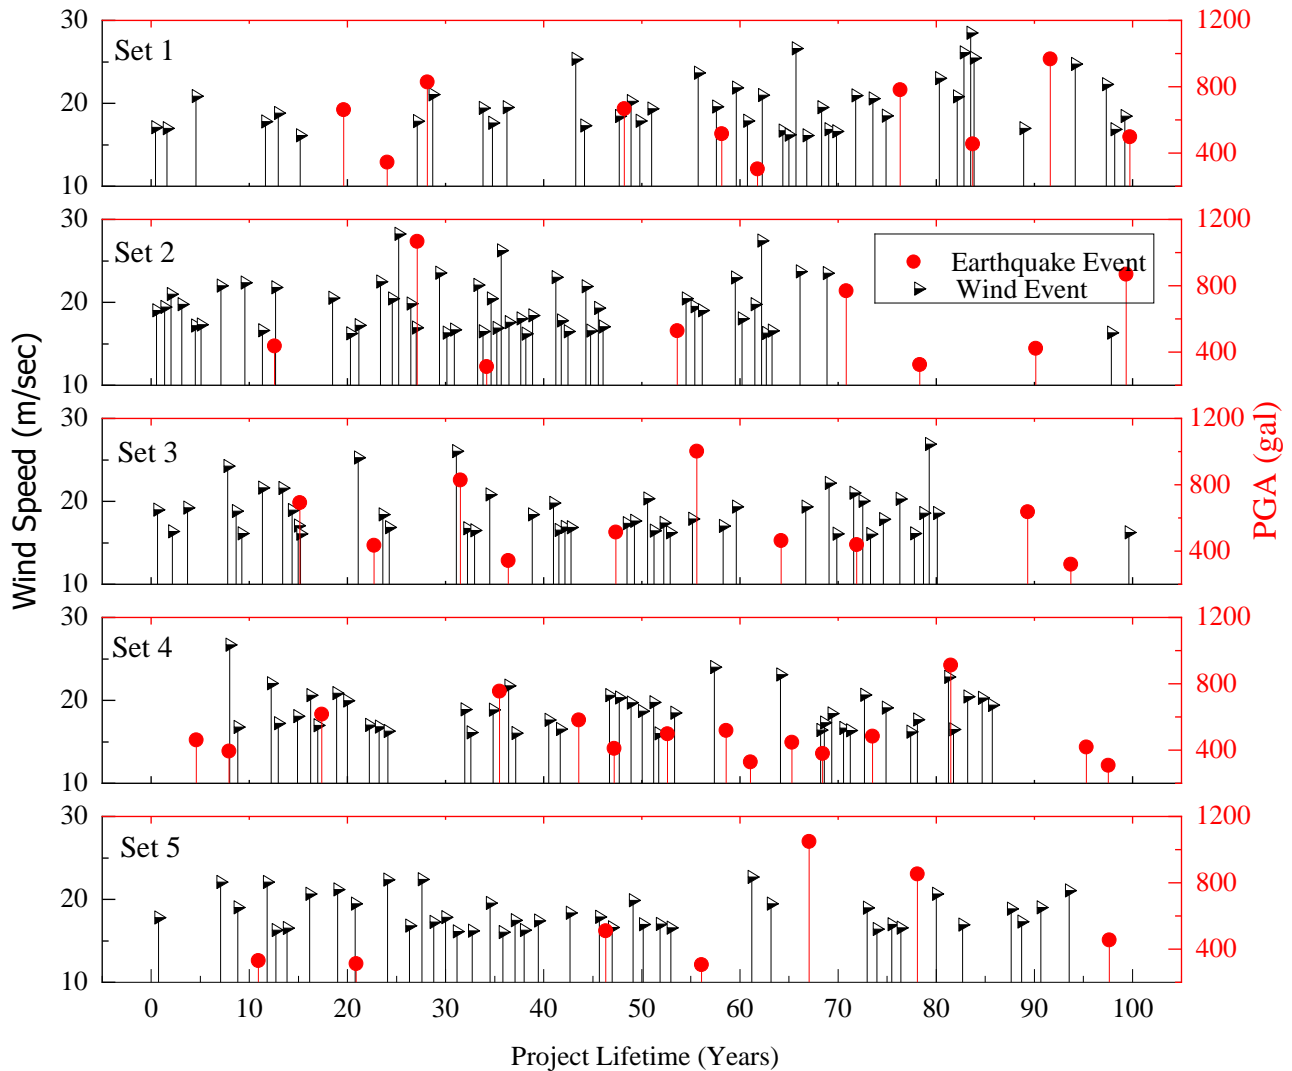 Set 1
30
20
10
1200
800
400
Set 2
30
20
10
Earthquake Event
Wind Event
1200
800
400
Set 3
30
20
10
1200
800
400
Set 4
30
20
10
1200
800
400
Set 5
30
20
10
1200
800
400
Wind Speed (m/sec)
PGA (gal)
0 10 20 30 40 50 60 70 80 90 100
Project Lifetime (Years)